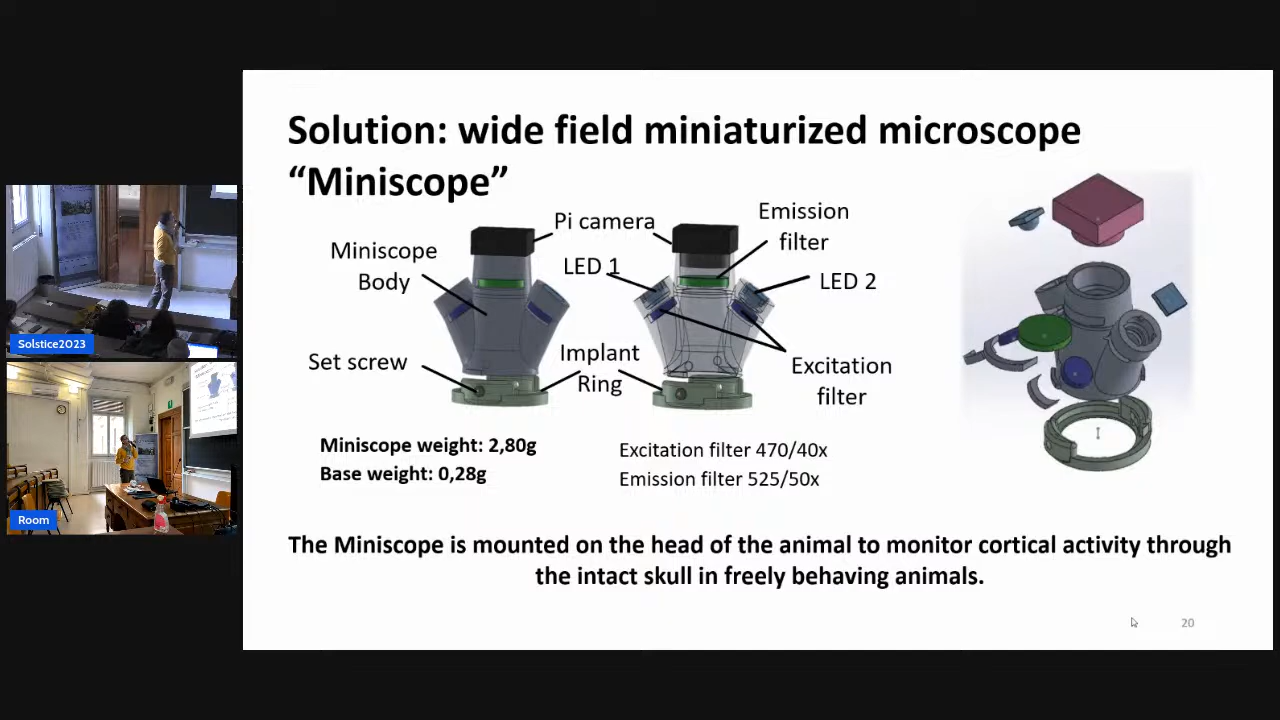 Solution: wide field miniaturized microscope
“Miniscope”
Pi camera
Emission
filter
Miniscope
Body
LED 1
LED 2
Set screw
Implant
Ring
Excitation
filter
Miniscope weight: 2,80g
Base weight: 0,28g
Excitation filter 470/40x
Emission filter 525/50x
The Miniscope is mounted on the head of the animal to monitor cortical activity through
the intact skull in freely behaving animals.
20
Solstice2023
Room